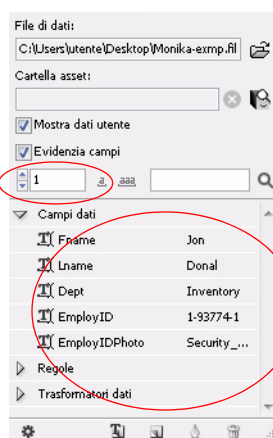 File di dati:
C:\Users\utente\Desktop\Monika-exmp.fil
Cartella asset:
Mostra dati utente
Evidenzia campi
1 a aaa
Campi dati
Fname Jon
Lname Donal
Dept Inventory
EmployID 1-93774-1
EmployIDPhoto Security_...
Regole
Trasformatori dati